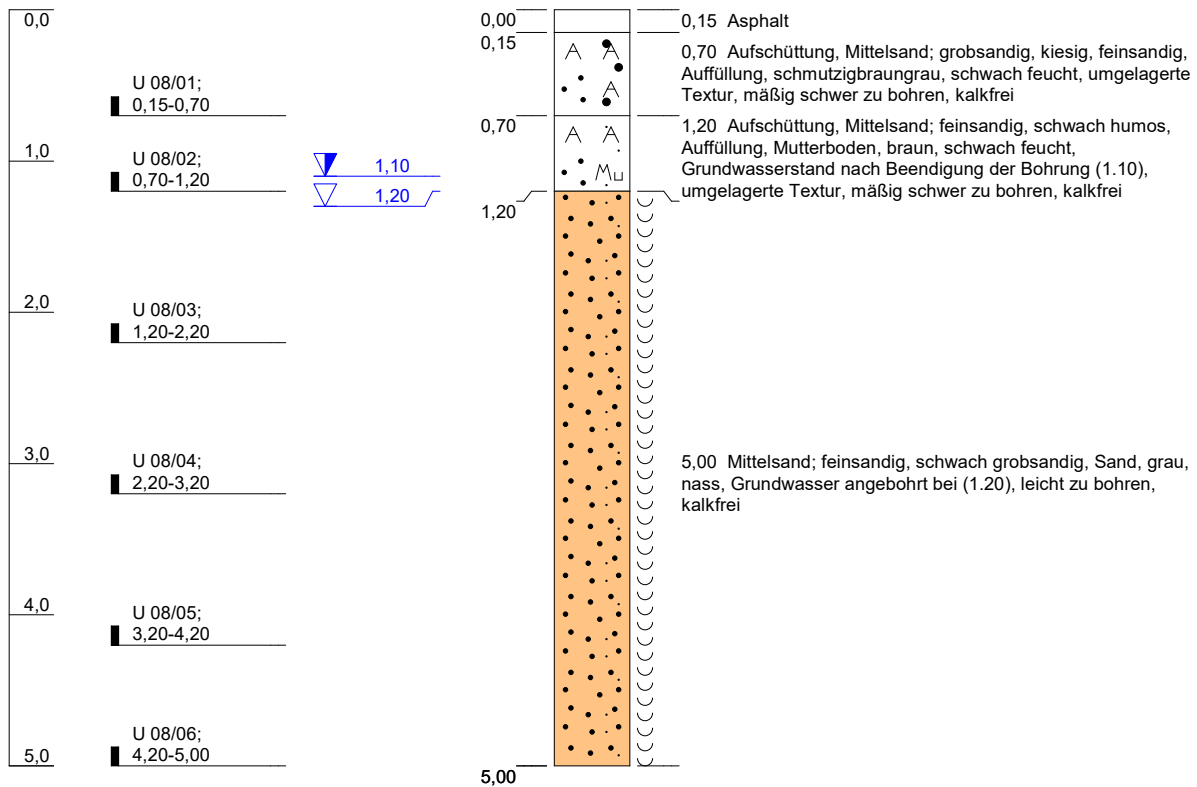 0,0
1,0
2,0
3,0
4,0
5,0
U 08/01;
0,15-0,70
U 08/02;
0,70-1,20
U 08/03;
1,20-2,20
U 08/04;
2,20-3,20
U 08/05;
3,20-4,20
U 08/06;
4,20-5,00
1,10
1,20
0,00
0,15
0,70
1,20
5,00
A A
A
A A
Mu
0,15 Asphalt
0,70 Aufschüttung, Mittelsand; grobsandig, kiesig, feinsandig,
Auffüllung, schmutzigbraungrau, schwach feucht, umgelagerte
Textur, mäßig schwer zu bohren, kalkfrei
1,20 Aufschüttung, Mittelsand; feinsandig, schwach humos,
Auffüllung, Mutterboden, braun, schwach feucht,
Grundwasserstand nach Beendigung der Bohrung (1.10),
umgelagerte Textur, mäßig schwer zu bohren, kalkfrei
5,00 Mittelsand; feinsandig, schwach grobsandig, Sand, grau,
nass, Grundwasser angebohrt bei (1.20), leicht zu bohren,
kalkfrei